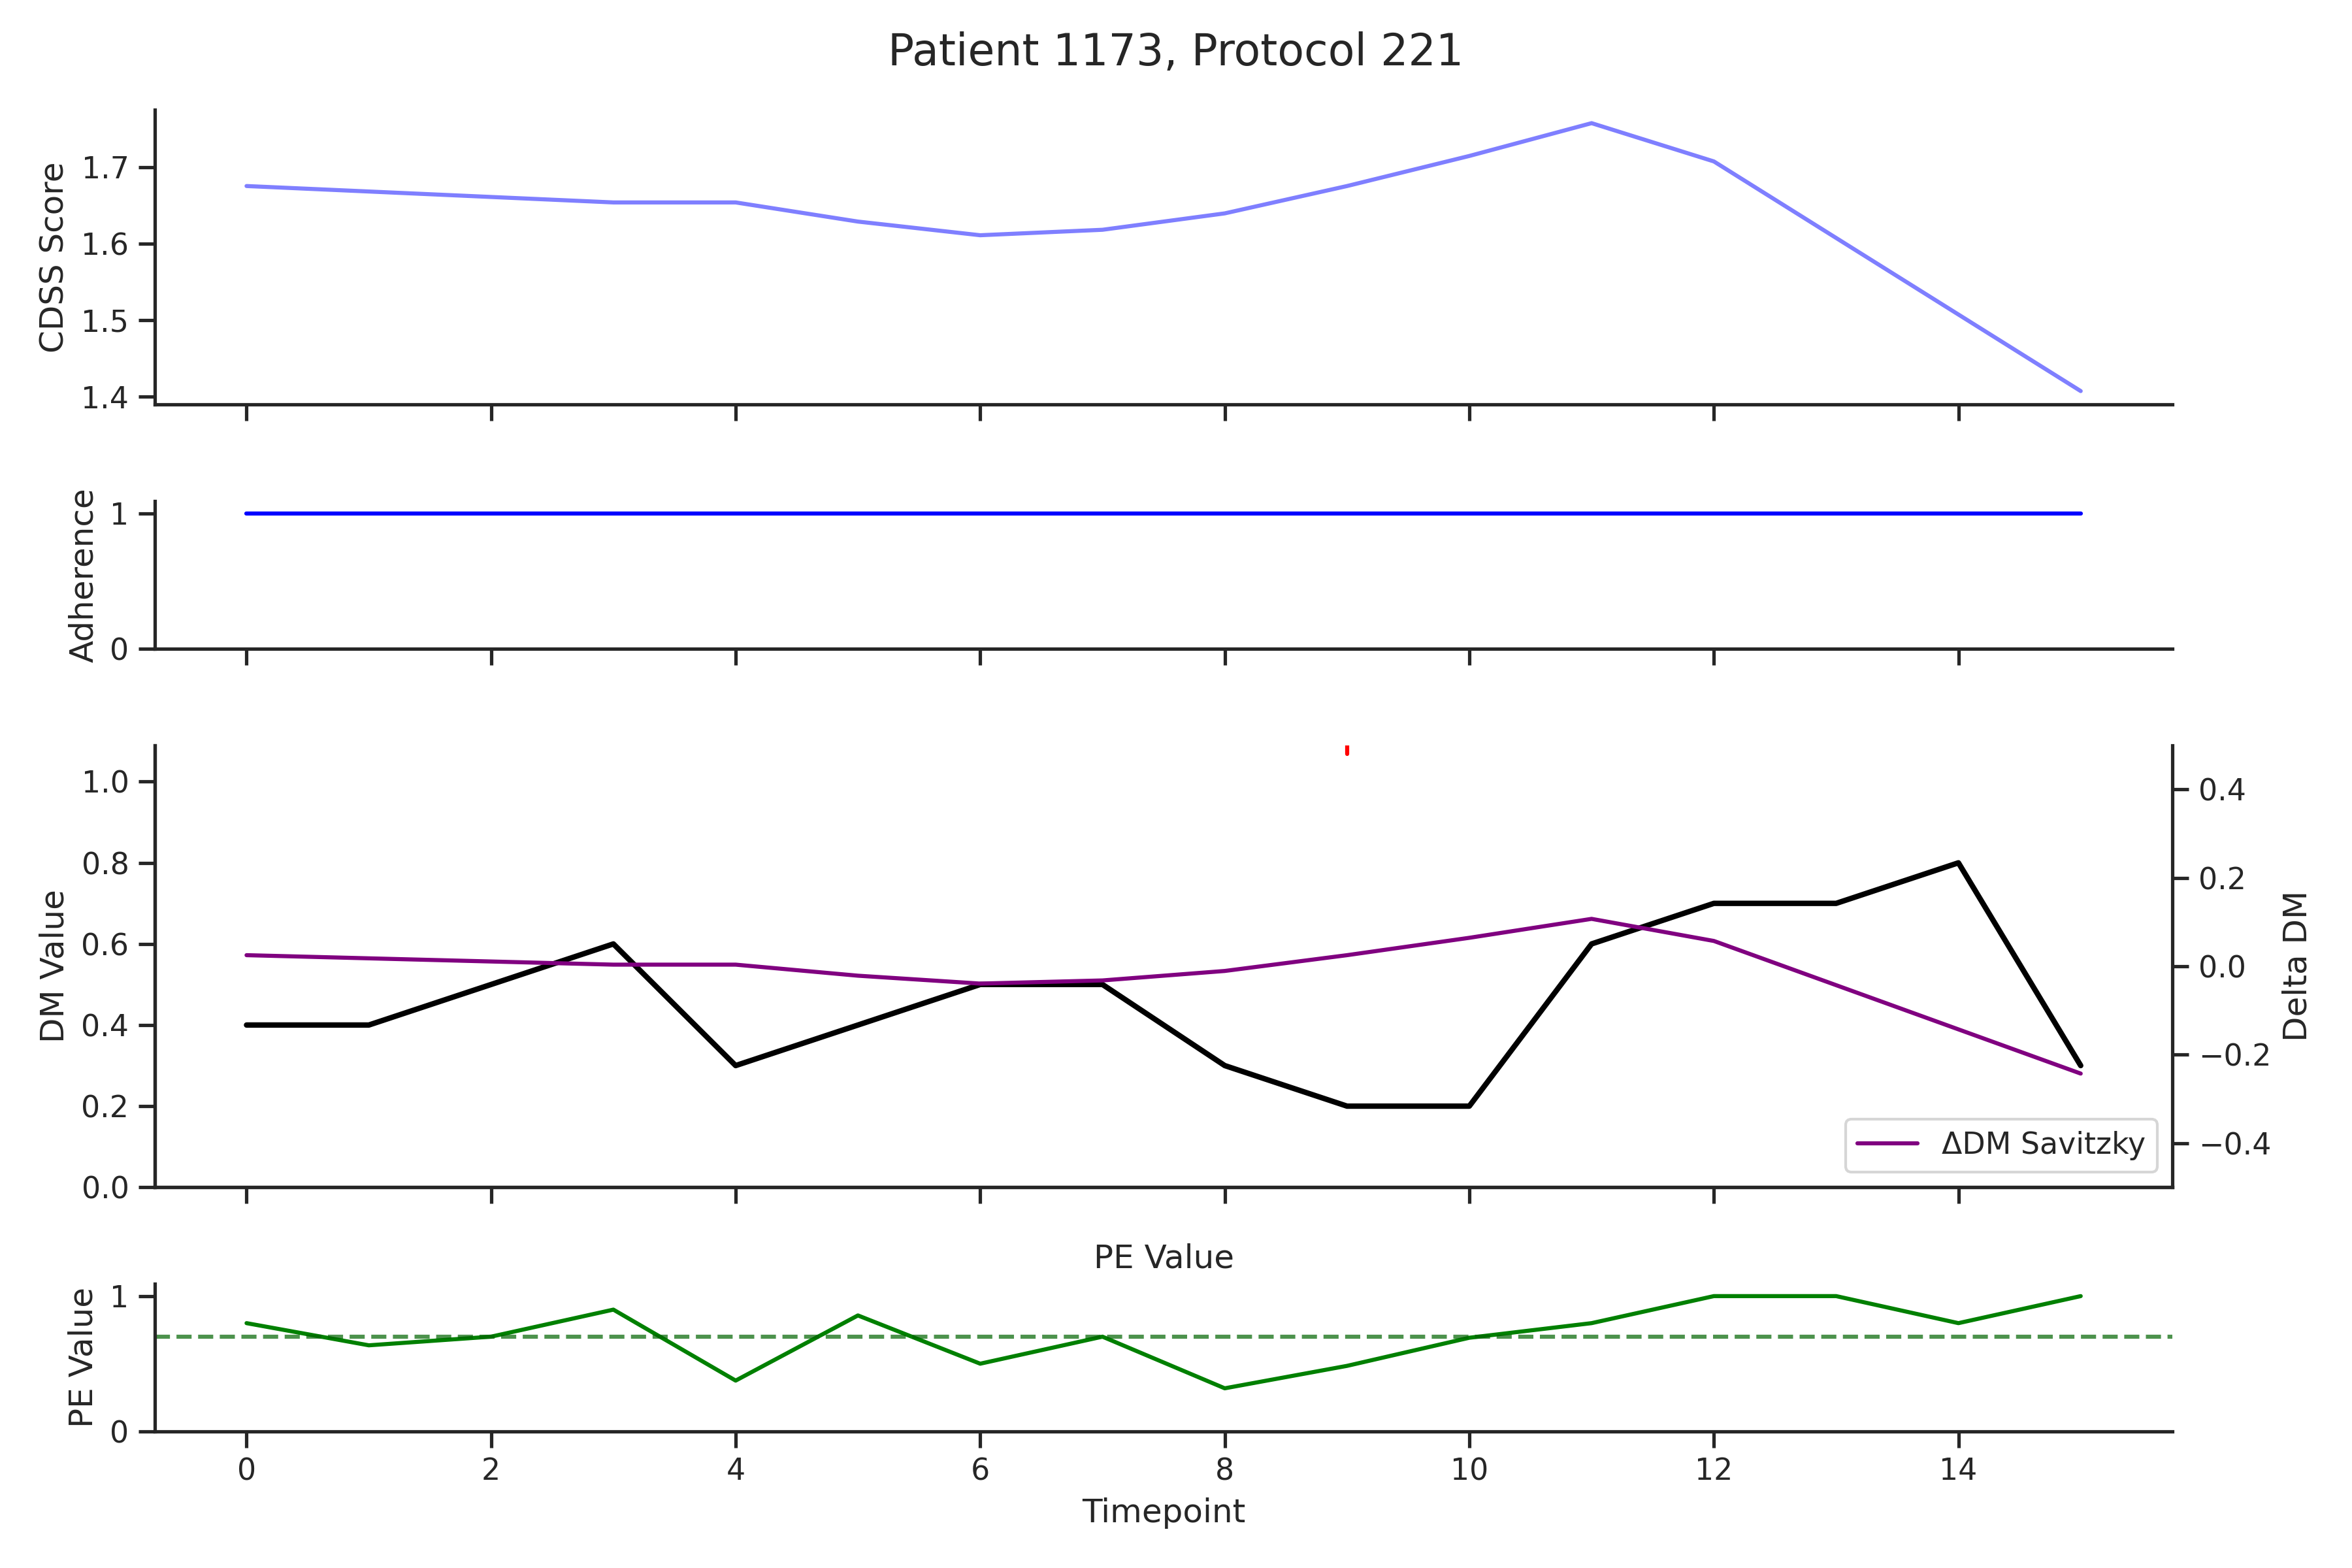 Patient 1173, Protocol 221
CDSS Score
1.7
1.6
1.5
1.4
Adherence
1
0
DM Value
1.0
0.8
0.6
0.4
0.2
0.0
0.4
0.2
0.0
−0.2
−0.4
Delta DM
ΔDM Savitzky
PE Value
PE Value
1
0
0 2 4 6 8 10 12 14
Timepoint